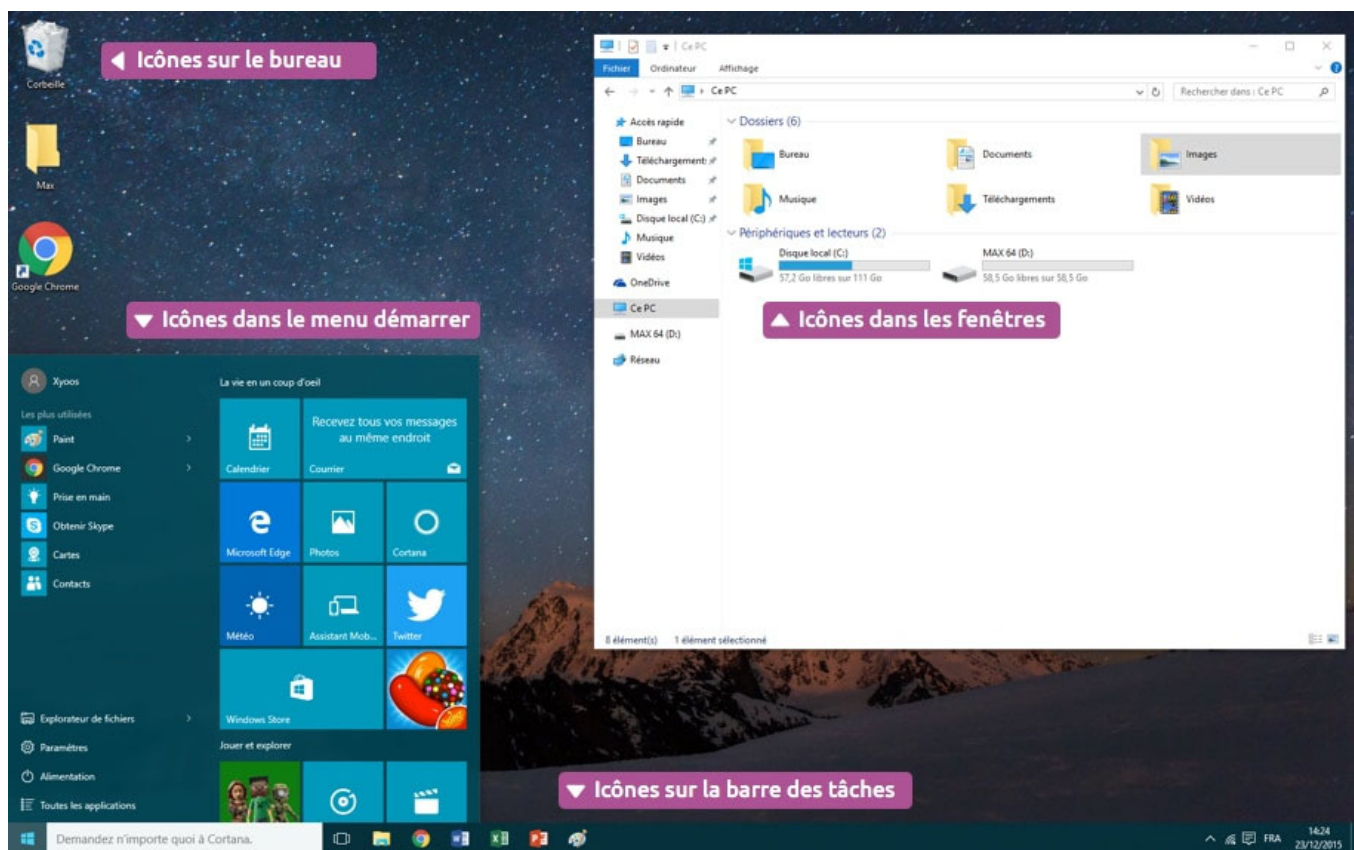 Icônes sur le bureau
Corbeille
Max
Google Chrome
Icônes dans le menu démarrer
Ce PC
Fichier Ordinateur Affichage
Ce PC Rechercher dans : Ce PC
Accès rapide
Bureau
Téléchargement
Documents
Images
Disque local (C:)
Musique
Vidéos
OneDrive
Ce PC
MAX 64 (D:)
Réseau
Dossiers (6)
Bureau Documents Images
Musique Téléchargements Vidéos
Périphériques et lecteurs (2)
Disque local (C:) MAX 64 (D:)
57,2 Go libres sur 111 Go 58,5 Go libres sur 58,5 Go
Icônes dans les fenêtres
8 élément(s) 1 élément sélectionné
Xyoos
Les plus utilisées
Paint
Google Chrome
Prise en main
Obtenir Skype
Cartes
Contacts
Explorateur de fichiers
Paramètres
Alimentation
Toutes les applications
La vie en un coup d'oeil
Recevez tous vos messages
au même endroit
Calendrier Courrier
Microsoft Edge Photos Cortana
Météo Assistant Mob... Twitter
Windows Store
Jouer et explorer
Icônes sur la barre des tâches
Demandez n'importe quoi à Cortana.
FRA
14:24
23/12/2015